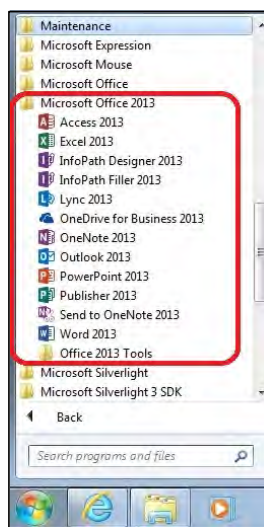 Maintenance
Microsoft Expression
Microsoft Mouse
Microsoft Office
Microsoft Office 2013
Access 2013
Excel 2013
InfoPath Designer 2013
InfoPath Filler 2013
Lync 2013
OneDrive for Business 2013
OneNote 2013
Outlook 2013
PowerPoint 2013
Publisher 2013
Send to OneNote 2013
Word 2013
Office 2013 Tools
Microsoft Silverlight
Microsoft Silverlight 3 SDK
Back
Search programs and files